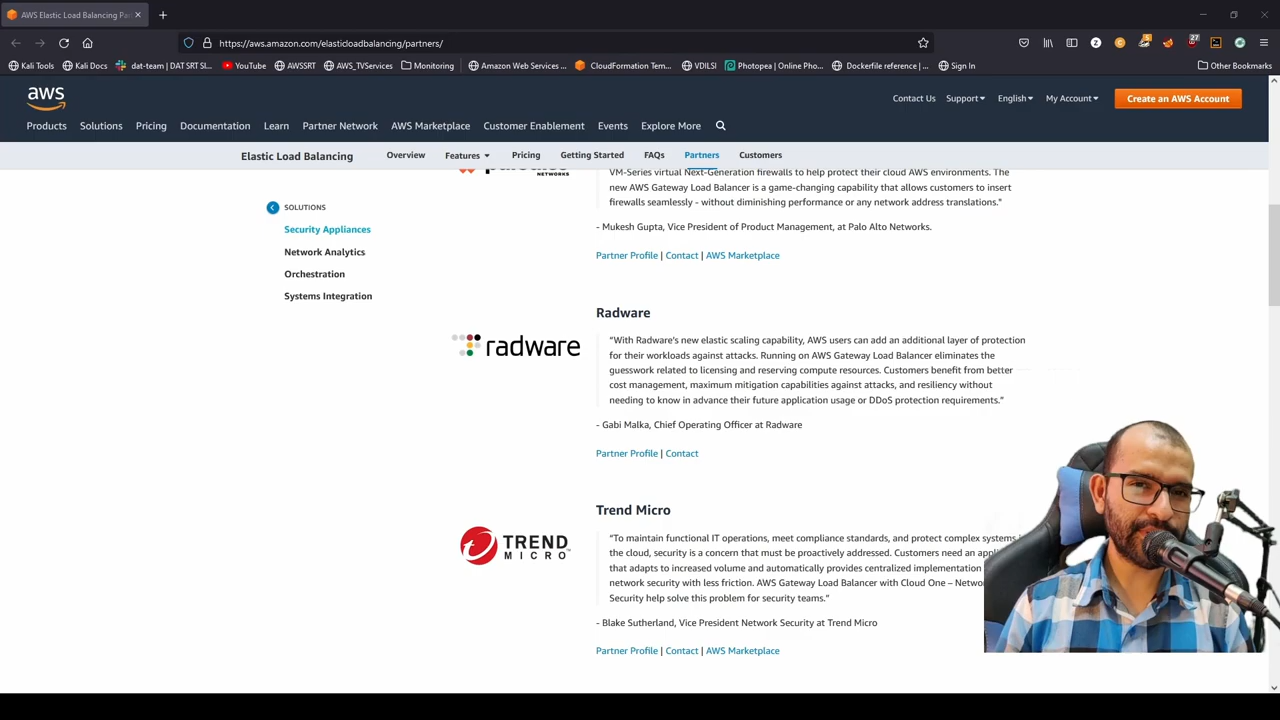 AWS Elastic Load Balancing Pa
https://aws.amazon.com/elasticloadbalancing/partners/
27
Kali Tools
Kali Docs
dat-team | DAT SRT Sl...
YouTube
AWSSRT
AWS_TVServices
Monitoring
Amazon Web Services ...
CloudFormation Tem...
VDILSI
Photopea | Online Pho...
Dockerfile reference | ...
Sign In
Other Bookmarks
aws
Contact Us
Support
English
My Account
Create an AWS Account
Products
Solutions
Pricing
Documentation
Learn
Partner Network
AWS Marketplace
Customer Enablement
Events
Explore More
Elastic Load Balancing
Overview
Features
Pricing
Getting Started
FAQs
Partners
Customers
SOLUTIONS
Security Appliances
Network Analytics
Orchestration
Systems Integration
NETWORKS
VM-Series virtual Next-Generation firewalls to help protect their cloud AWS environments. The
new AWS Gateway Load Balancer is a game-changing capability that allows customers to insert
firewalls seamlessly - without diminishing performance or any network address translations."
- Mukesh Gupta, Vice President of Product Management, at Palo Alto Networks.
Partner Profile | Contact | AWS Marketplace
Radware
radware
“With Radware's new elastic scaling capability, AWS users can add an additional layer of protection
for their workloads against attacks. Running on AWS Gateway Load Balancer eliminates the
guesswork related to licensing and reserving compute resources. Customers benefit from better
cost management, maximum mitigation capabilities against attacks, and resiliency without
needing to know in advance their future application usage or DDoS protection requirements.”
- Gabi Malka, Chief Operating Officer at Radware
Partner Profile | Contact
Trend Micro
TREND
MICRO
“To maintain functional IT operations, meet compliance standards, and protect complex systems
the cloud, security is a concern that must be proactively addressed. Customers need an
that adapts to increased volume and automatically provides centralized implementation
network security with less friction. AWS Gateway Load Balancer with Cloud One –
Security help solve this problem for security teams.”
- Blake Sutherland, Vice President Network Security at Trend Micro
Partner Profile | Contact | AWS Marketplace